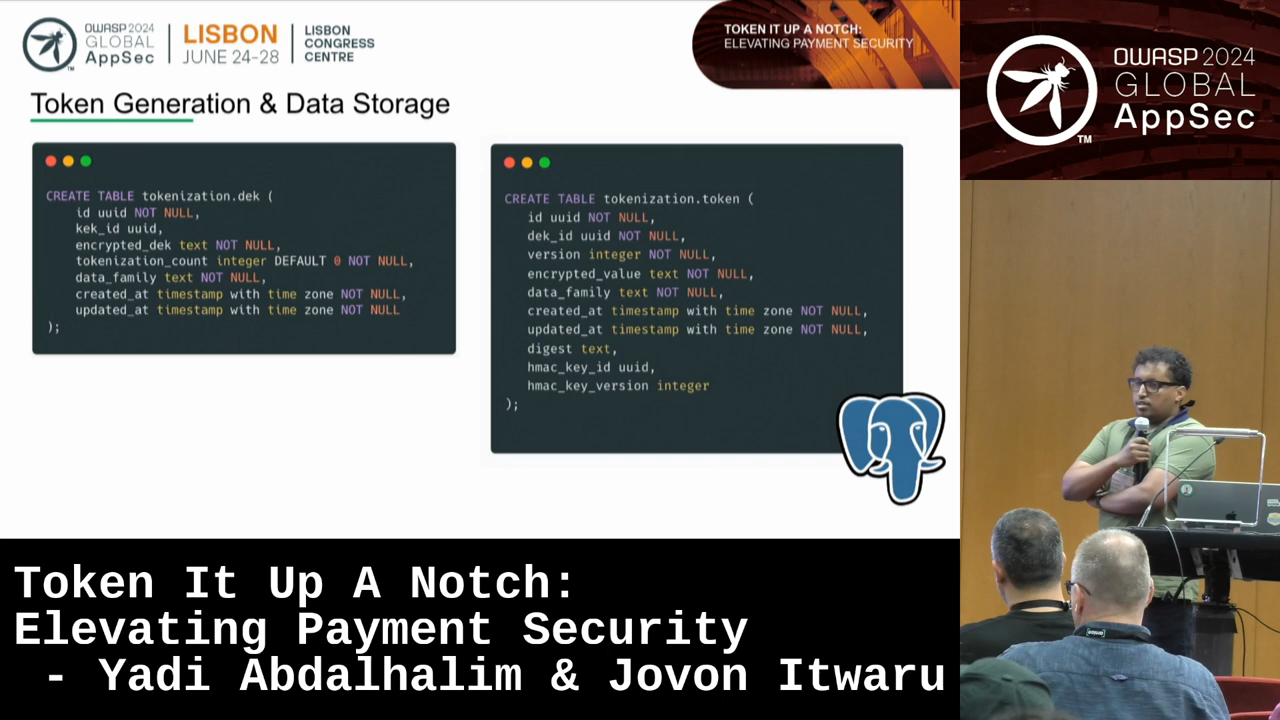 OWASP 2024
GLOBAL
AppSec
TM
LISBON
JUNE 24-28
LISBON
CONGRESS
CENTRE
TOKEN IT UP A NOTCH:
ELEVATING PAYMENT SECURITY
Token Generation & Data Storage
CREATE TABLE tokenization.dek (
id uuid NOT NULL,
kek_id uuid,
encrypted_dek text NOT NULL,
tokenization_count integer DEFAULT 0 NOT NULL,
data_family text NOT NULL,
created_at timestamp with time zone NOT NULL,
updated_at timestamp with time zone NOT NULL
);
CREATE TABLE tokenization.token (
id uuid NOT NULL,
dek_id uuid NOT NULL,
version integer NOT NULL,
encrypted_value text NOT NULL,
data_family text NOT NULL,
created_at timestamp with time zone NOT NULL,
updated_at timestamp with time zone NOT NULL,
digest text,
hmac_key_id uuid,
hmac_key_version integer
);
OWASP 2024
GLOBAL
AppSec
TM
Token It Up A Notch:
Elevating Payment Security
- Yadi Abdalhalim & Jovon Itwaru